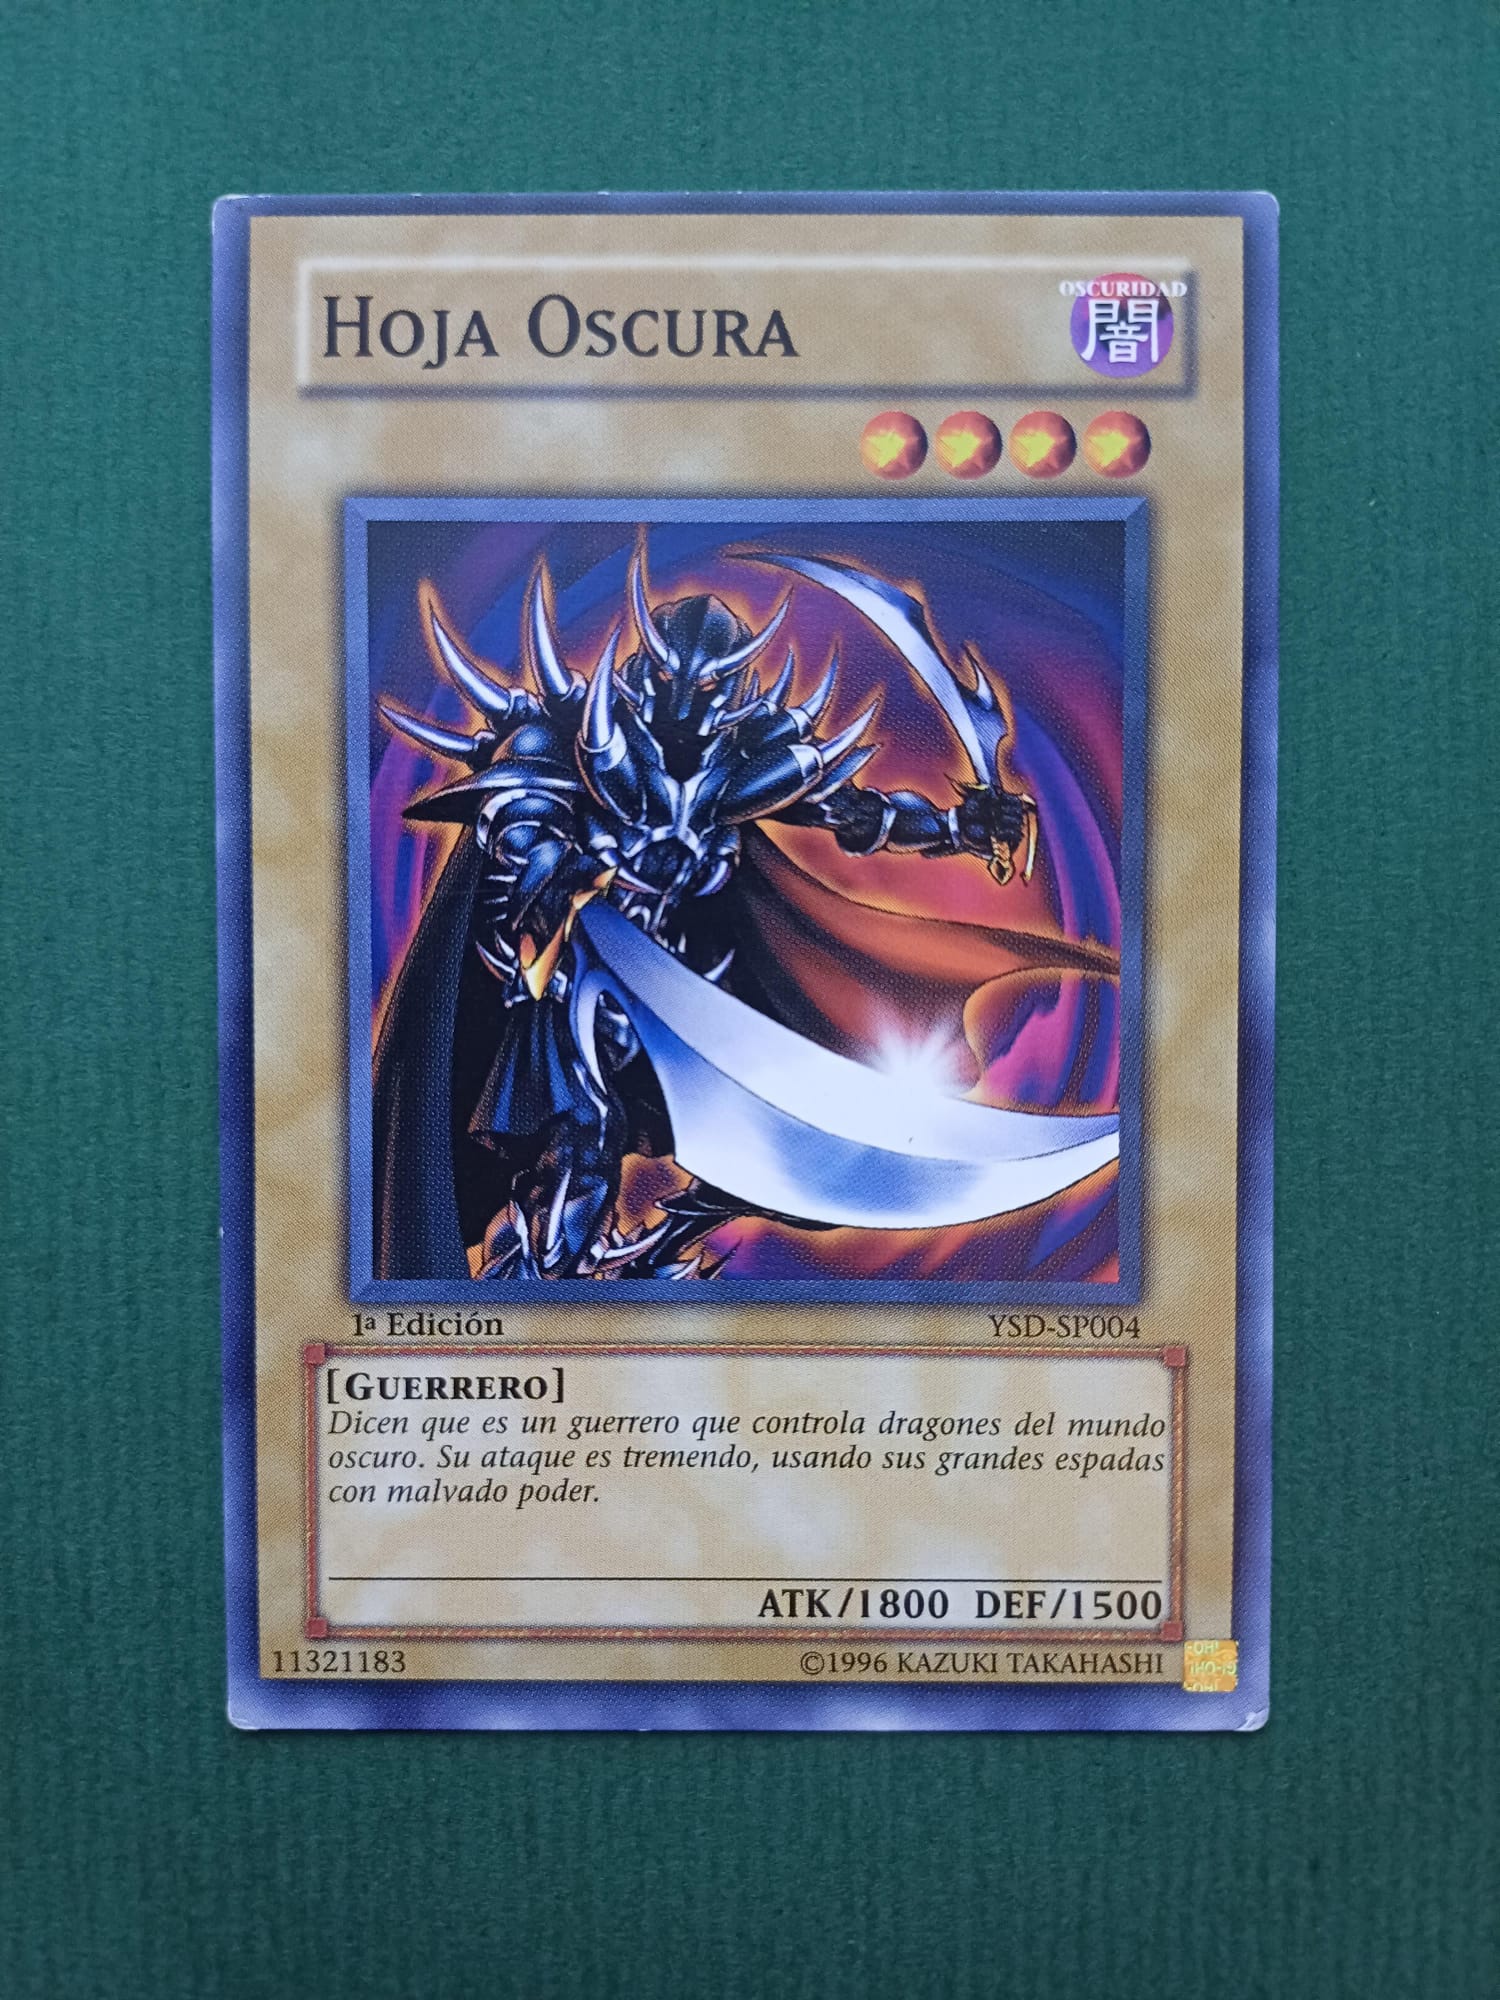 HOJA OSCURA
OSCURIDAD
闇
1ª Edición
YSD-SP004
[GUERRERO]
Dicen que es un guerrero que controla dragones del mundo
oscuro. Su ataque es tremendo, usando sus grandes espadas
con malvado poder.
ATK/1800 DEF/1500
11321183
©1996 KAZUKI TAKAHASHI